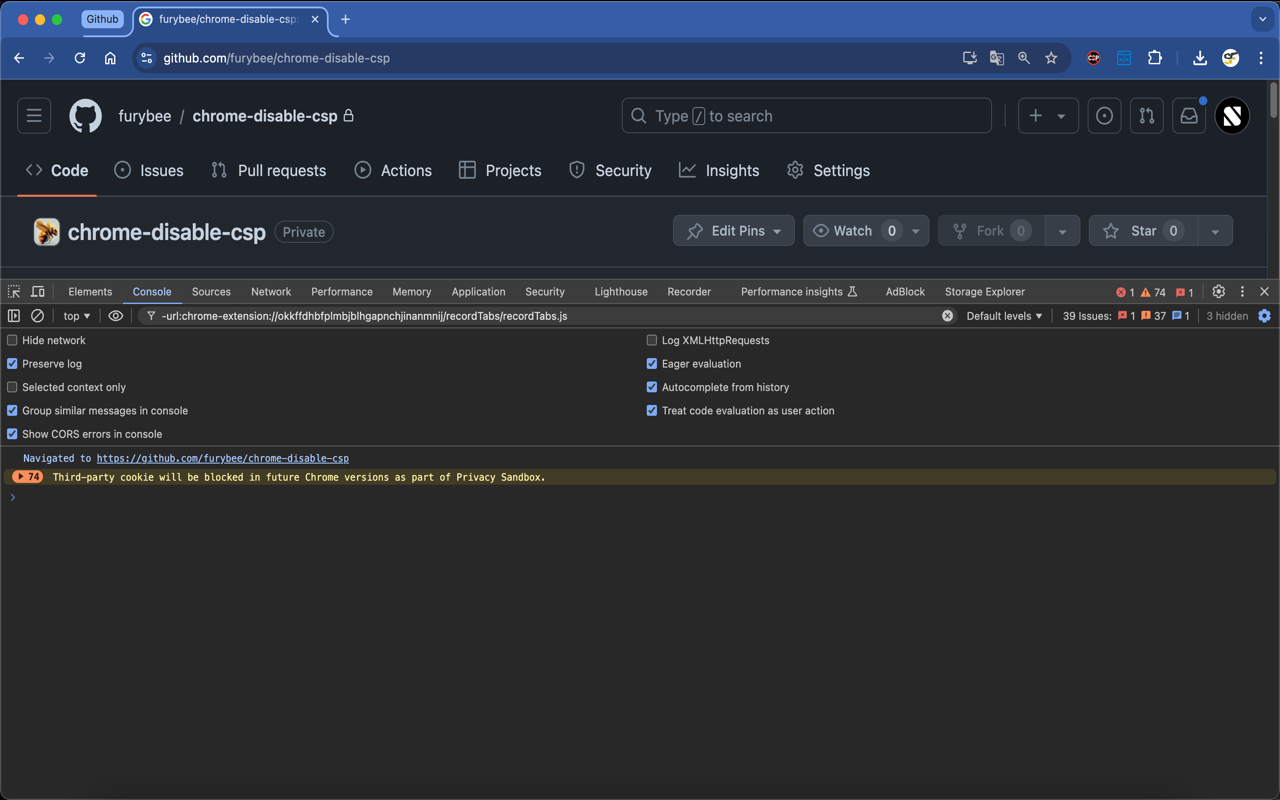 Github
furybee/chrome-disable-csp:
github.com/furybee/chrome-disable-csp
CSP
furybee / chrome-disable-csp
Type / to search
Code
Issues
Pull requests
Actions
Projects
Security
Insights
Settings
chrome-disable-csp
Private
Edit Pins
Watch 0
Fork 0
Star 0
Elements
Console
Sources
Network
Performance
Memory
Application
Security
Lighthouse
Recorder
Performance insights
AdBlock
Storage Explorer
1
74
1
top
-url:chrome-extension://okkffdhbfplmbjblhgapnchjinanmnij/recordTabs/recordTabs.js
Default levels
39 Issues: 1 37 1
3 hidden
Hide network
Log XMLHttpRequests
Preserve log
Eager evaluation
Selected context only
Autocomplete from history
Group similar messages in console
Treat code evaluation as user action
Show CORS errors in console
Navigated to https://github.com/furybee/chrome-disable-csp
74 Third-party cookie will be blocked in future Chrome versions as part of Privacy Sandbox.